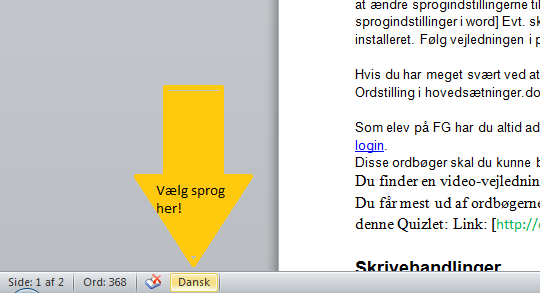 at ændre sprogindstillingerne til
sprogindstillinger i word] Evt. sk
installeret. Følg vejledningen i p
Hvis du har meget svært ved at
Ordstilling i hovedsætninger.do
Som elev på FG har du altid ad
login.
Disse ordbøger skal du kunne b
Du finder en video-vejlednin
Du får mest ud af ordbøgerne
denne Quizlet: Link: [http://
Skrivehandlinger
Vælg sprog
her!
Side: 1 af 2 Ord: 368 Dansk